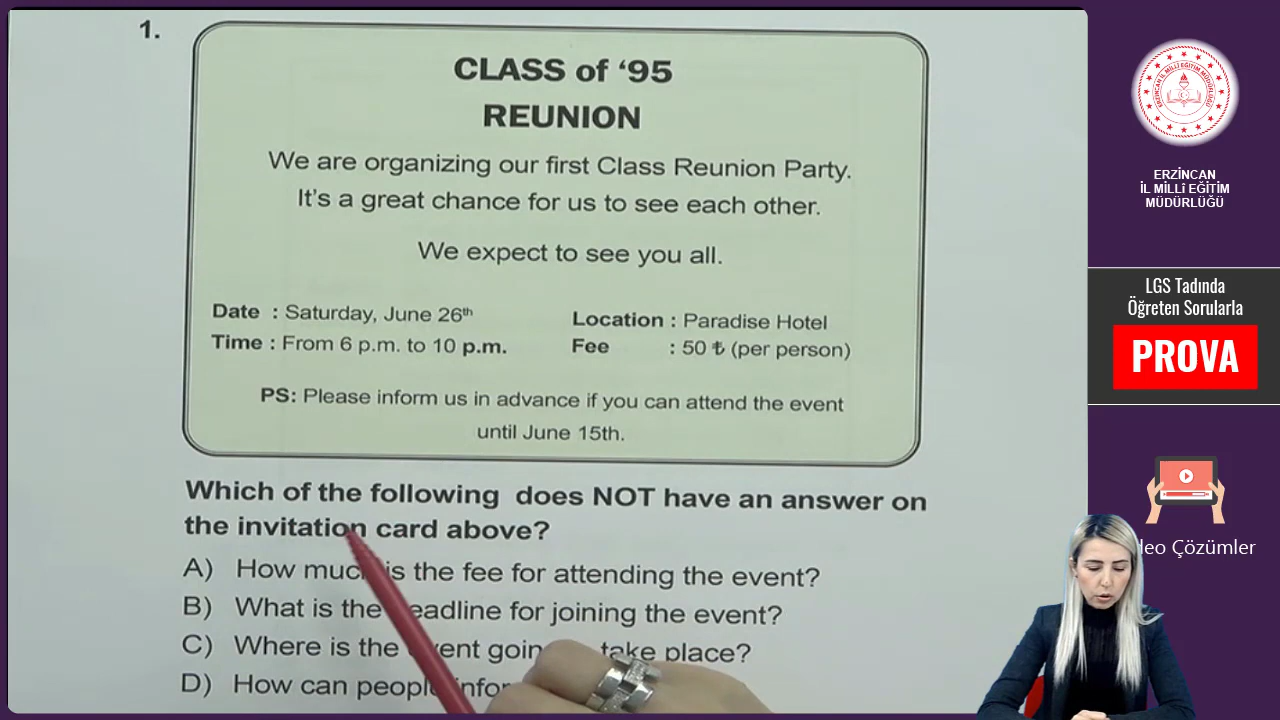 1.
CLASS of ‘95
REUNION
We are organizing our first Class Reunion Party.
It's a great chance for us to see each other.
We expect to see you all.
Date : Saturday, June 26th
Location : Paradise Hotel
Time : From 6 p.m. to 10 p.m.
Fee : 50 ₺ (per person)
PS: Please inform us in advance if you can attend the event
until June 15th.
Which of the following does NOT have an answer on
the invitation card above?
A) How much is the fee for attending the event?
B) What is the deadline for joining the event?
C) Where is the event going take place?
D) How can people
ERZİNCAN
İL MİLLÎ EĞİTİM
MÜDÜRLÜĞÜ
LGS Tadında
Öğreten Sorularla
PROVA
Çözümler